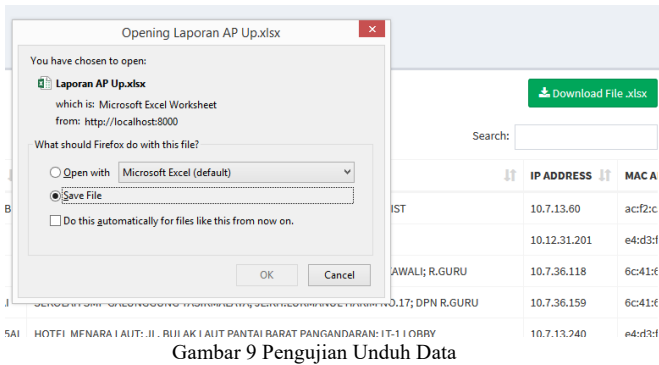 Opening Laporan AP Up.xlsx
x
You have chosen to open:
Laporan AP Up.xlsx
which is: Microsoft Excel Worksheet
from: http://localhost:8000
What should Firefox do with this file?
Open with Microsoft Excel (default)
Save File
Do this automatically for files like this from now on.
OK Cancel
Download File .xlsx
Search:
IP ADDRESS MAC A
B IST 10.7.13.60 ac:f2:c
10.12.31.201 e4:d3:f
KAWALI; R.GURU 10.7.36.118 6c:41:6
NO.17; DPN R.GURU 10.7.36.159 6c:41:6
5AL HOTEL MENARA LAUT; JL. BULAK LAUT PANTAI BARAT PANGANDARAN; LT-1 LOBBY 10.7.13.240 e4:d3:f
Gambar 9 Pengujian Unduh Data